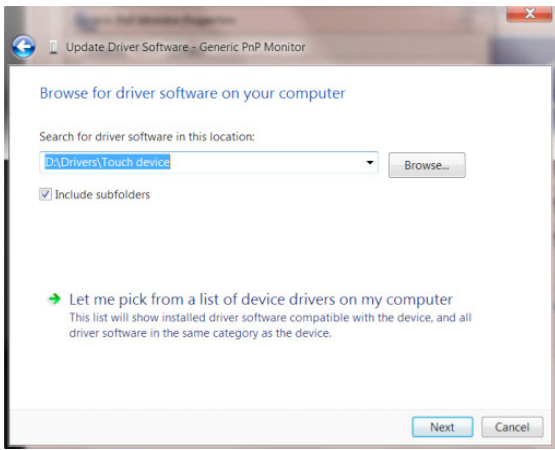 Update Driver Software - Generic PnP Monitor
Browse for driver software on your computer
Search for driver software in this location:
D:\Drivers\Touch device
Browse...
Include subfolders
Let me pick from a list of device drivers on my computer
This list will show installed driver software compatible with the device, and all
driver software in the same category as the device.
Next
Cancel